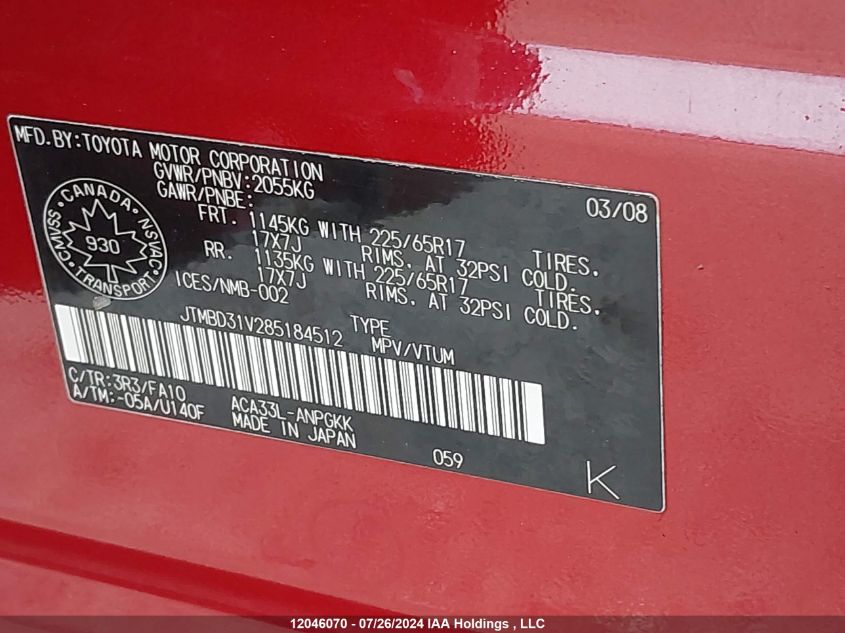 MFD.BY:TOYOTA MOTOR CORPORATION
GVWR/PNBV:2055KG
GAWR/PNBE:
03/08
FRT. 1145KG WITH 225/65R17 TIRES,
17X7J RIMS, AT 32PSI COLD.
RR. 1135KG WITH 225/65R17 TIRES,
17X7J RIMS, AT 32PSI COLD.
ICES/NMB-002
CANADA
CMVSS NSVAC
930
TRANSPORT
JTMBD31V285184512 TYPE
MPV/VTUM
C/TR:3R3/FA10
A/TM:-05A/U140F
ACA33L-ANPGKK
MADE IN JAPAN
059
K
12046070 - 07/26/2024 IAA Holdings , LLC